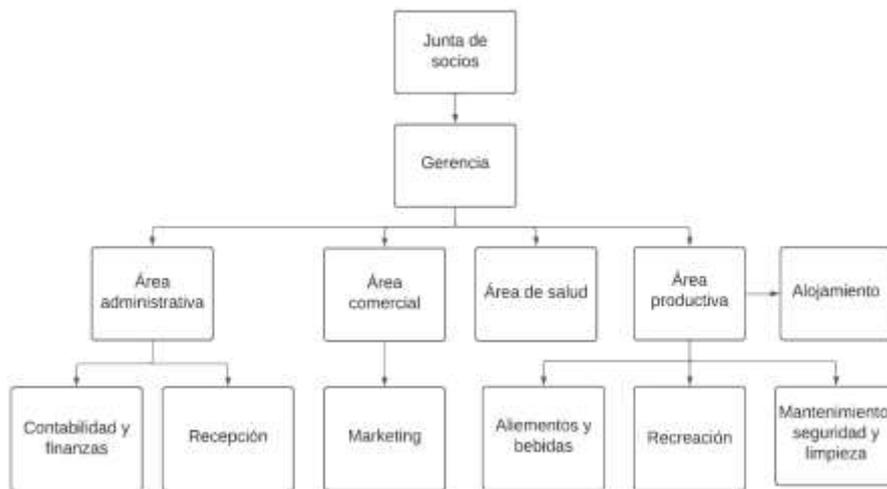 Junta de
socios
Gerencia
Área
administrativa
Área
comercial
Área de salud
Área
productiva
Alojamiento
Contabilidad y
finanzas
Recepción
Marketing
Aliementos y
bebidas
Recreación
Mantenimiento,
seguridad y
limpieza